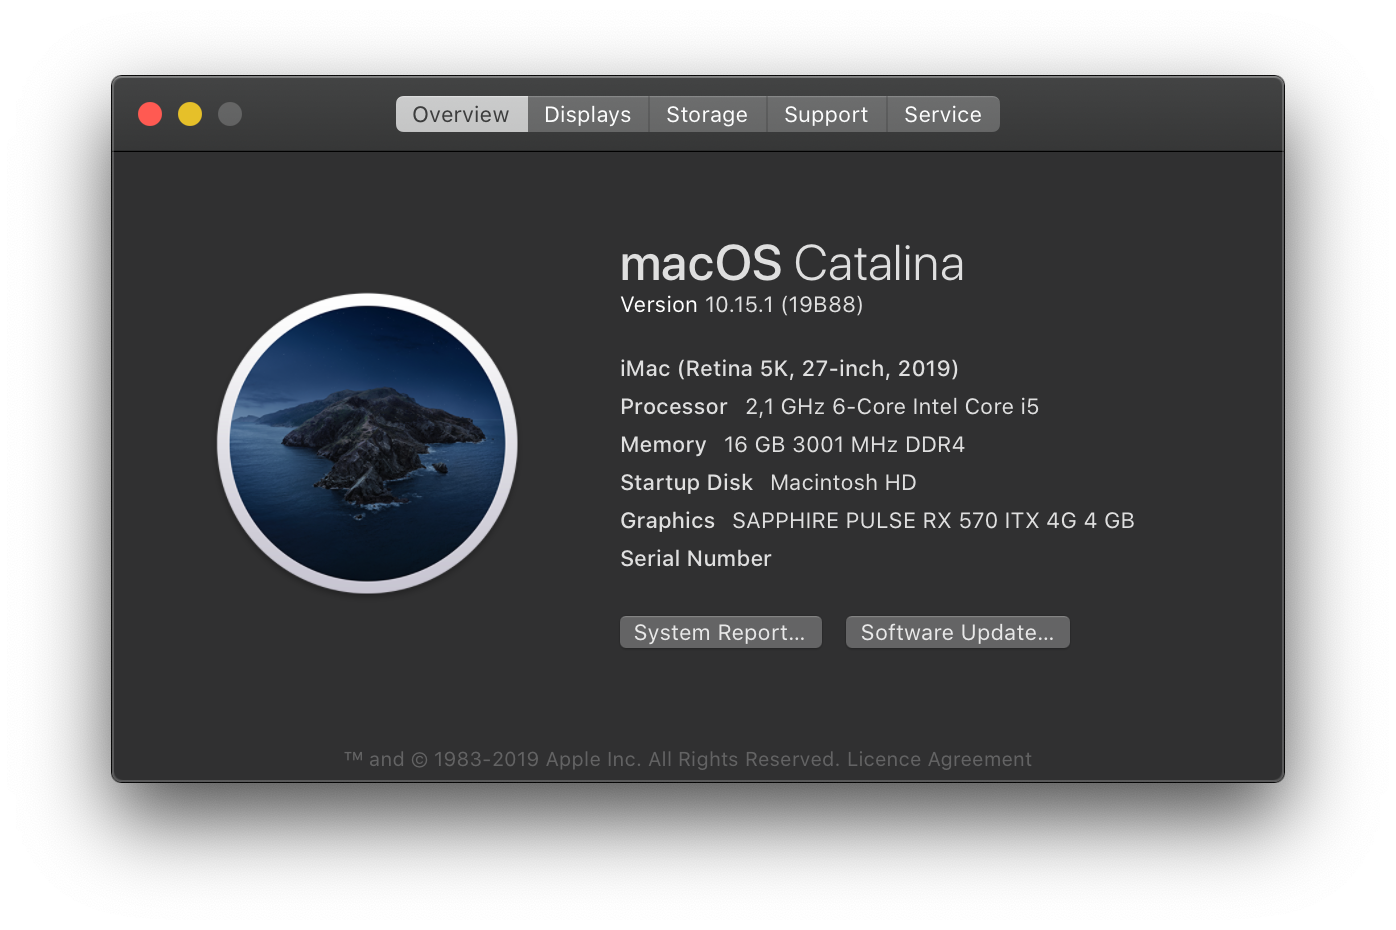 Overview Displays Storage Support Service
macOS Catalina
Version 10.15.1 (19B88)
iMac (Retina 5K, 27-inch, 2019)
Processor 2,1 GHz 6-Core Intel Core i5
Memory 16 GB 3001 MHz DDR4
Startup Disk Macintosh HD
Graphics SAPPHIRE PULSE RX 570 ITX 4G 4 GB
Serial Number
System Report... Software Update...
™ and © 1983-2019 Apple Inc. All Rights Reserved. Licence Agreement